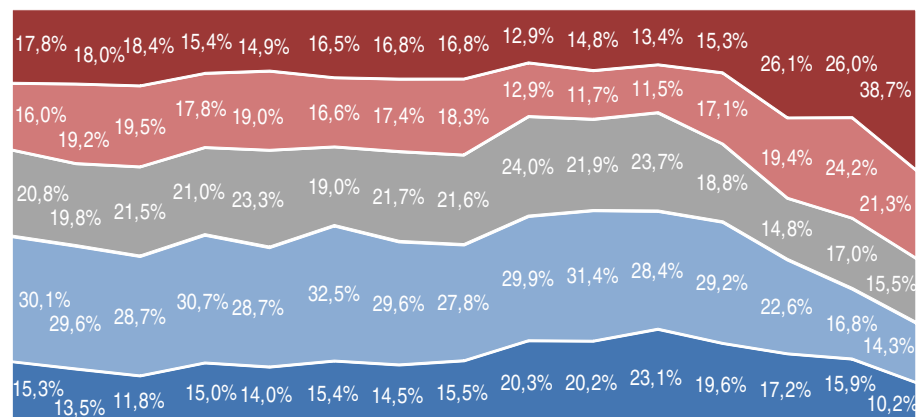 17,8% 18,0% 18,4% 15,4% 14,9% 16,5% 16,8% 16,8% 12,9% 14,8% 13,4% 15,3% 26,1% 26,0% 38,7%
16,0% 19,2% 19,5% 17,8% 19,0% 16,6% 17,4% 18,3% 12,9% 11,7% 11,5% 17,1% 19,4% 24,2% 21,3%
20,8% 19,8% 21,5% 21,0% 23,3% 19,0% 21,7% 21,6% 24,0% 21,9% 23,7% 18,8% 14,8% 17,0% 15,5%
30,1% 29,6% 28,7% 30,7% 28,7% 32,5% 29,6% 27,8% 29,9% 31,4% 28,4% 29,2% 22,6% 16,8% 14,3%
15,3% 13,5% 11,8% 15,0% 14,0% 15,4% 14,5% 15,5% 20,3% 20,2% 23,1% 19,6% 17,2% 15,9% 10,2%